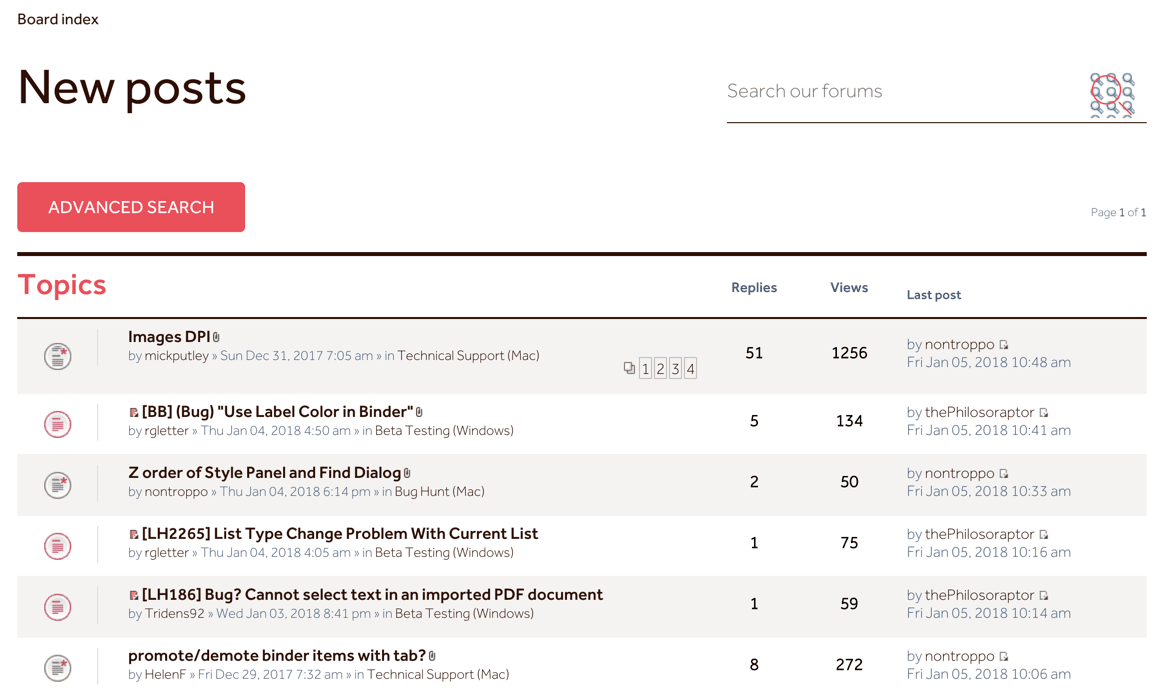 Board index
New posts
Search our forums
ADVANCED SEARCH
Page 1 of 1
Topics
Replies
Views
Last post
Images DPI
by mickputley » Sun Dec 31, 2017 7:05 am » in Technical Support (Mac)
1 2 3 4
51
1256
by nontroppo
Fri Jan 05, 2018 10:48 am
[BB] (Bug) "Use Label Color in Binder"
by rgletter » Thu Jan 04, 2018 4:50 am » in Beta Testing (Windows)
5
134
by thePhilosoraptor
Fri Jan 05, 2018 10:41 am
Z order of Style Panel and Find Dialog
by nontroppo » Thu Jan 04, 2018 6:14 pm » in Bug Hunt (Mac)
2
50
by nontroppo
Fri Jan 05, 2018 10:33 am
[LH2265] List Type Change Problem With Current List
by rgletter » Thu Jan 04, 2018 4:05 am » in Beta Testing (Windows)
1
75
by thePhilosoraptor
Fri Jan 05, 2018 10:16 am
[LH186] Bug? Cannot select text in an imported PDF document
by Tridens92 » Wed Jan 03, 2018 8:41 pm » in Beta Testing (Windows)
1
59
by thePhilosoraptor
Fri Jan 05, 2018 10:14 am
promote/demote binder items with tab?
by HelenF » Fri Dec 29, 2017 7:32 am » in Technical Support (Mac)
8
272
by nontroppo
Fri Jan 05, 2018 10:06 am